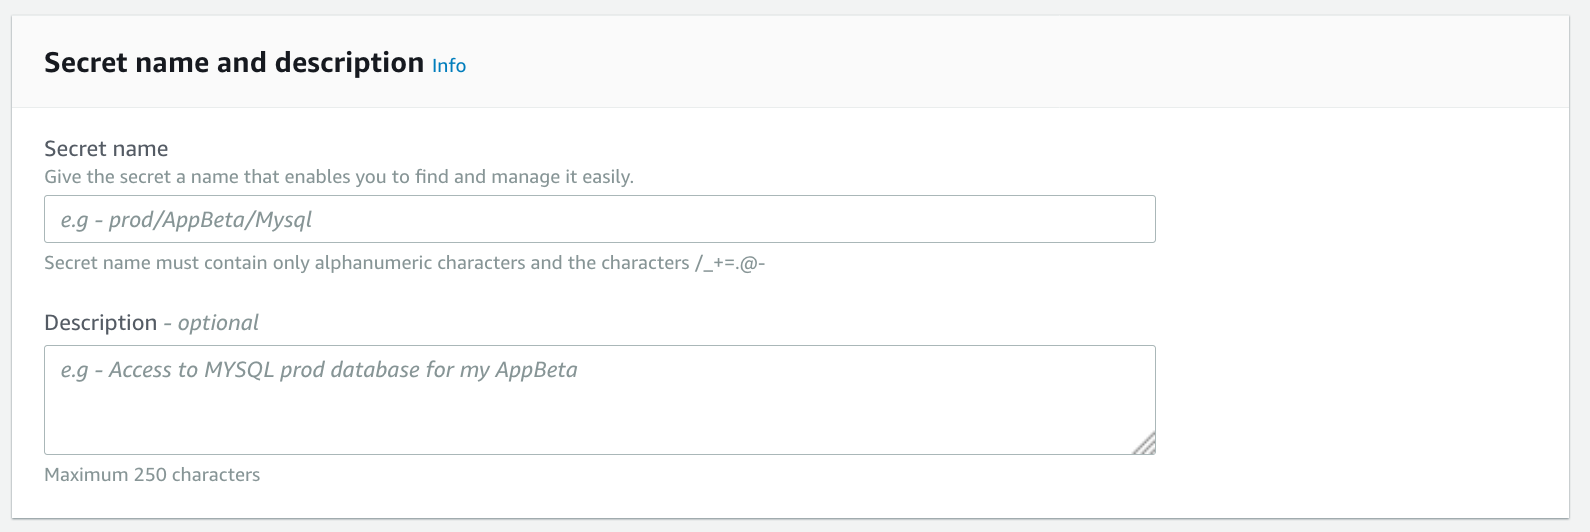 Secret name and description Info
Secret name
Give the secret a name that enables you to find and manage it easily.
e.g - prod/AppBeta/Mysql
Secret name must contain only alphanumeric characters and the characters /_+=.@-
Description - optional
e.g - Access to MYSQL prod database for my AppBeta
Maximum 250 characters